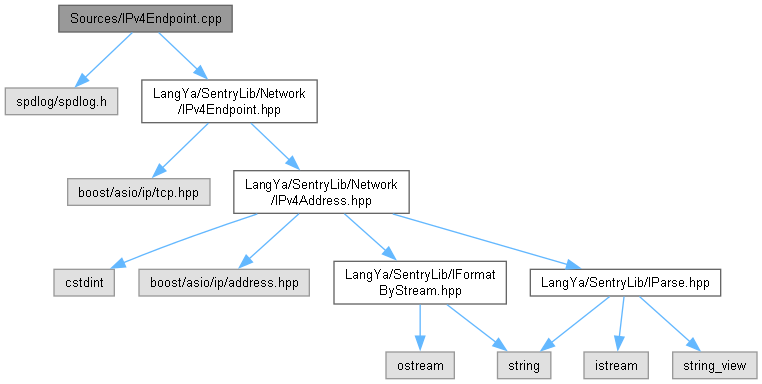 Sources/IPv4Endpoint.cpp
spdlog/spdlog.h
LangYa/SentryLib/Network
/IPv4Endpoint.hpp
boost/asio/ip/tcp.hpp
LangYa/SentryLib/Network
/IPv4Address.hpp
cstdint
boost/asio/ip/address.hpp
LangYa/SentryLib/IFormat
ByStream.hpp
LangYa/SentryLib/IParse.hpp
ostream
string
istream
string_view